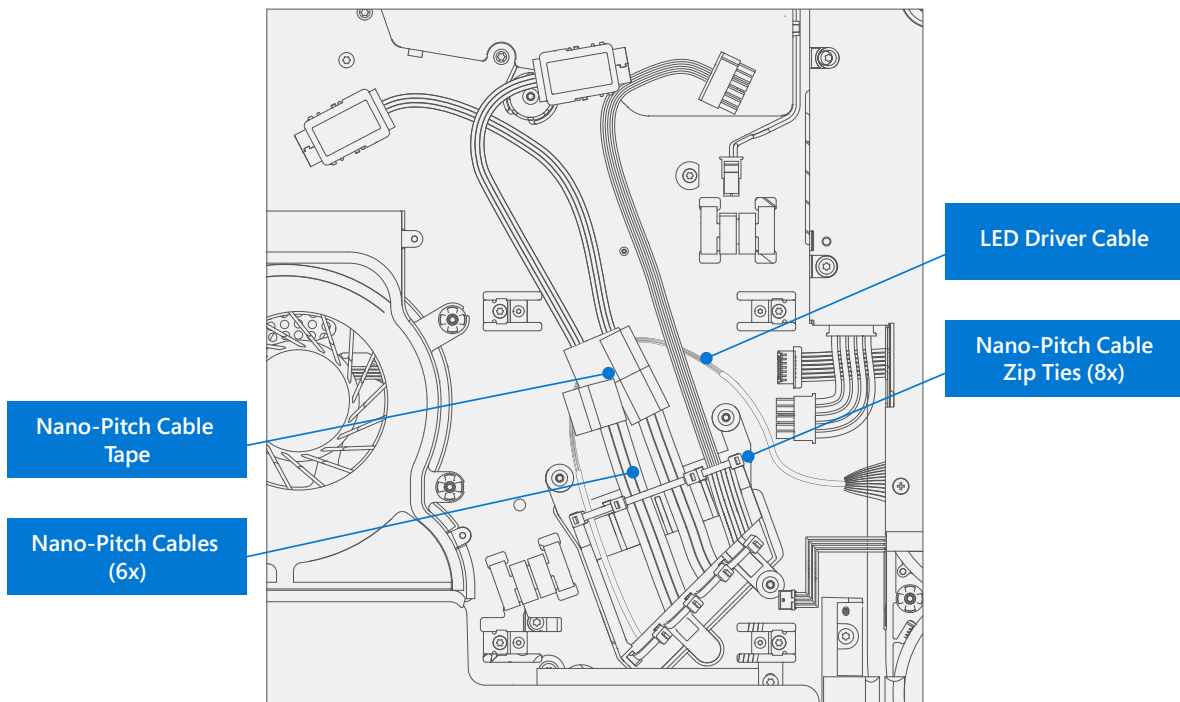 LED Driver Cable
Nano-Pitch Cable
Zip Ties (8x)
Nano-Pitch Cable
Tape
Nano-Pitch Cables
(6x)